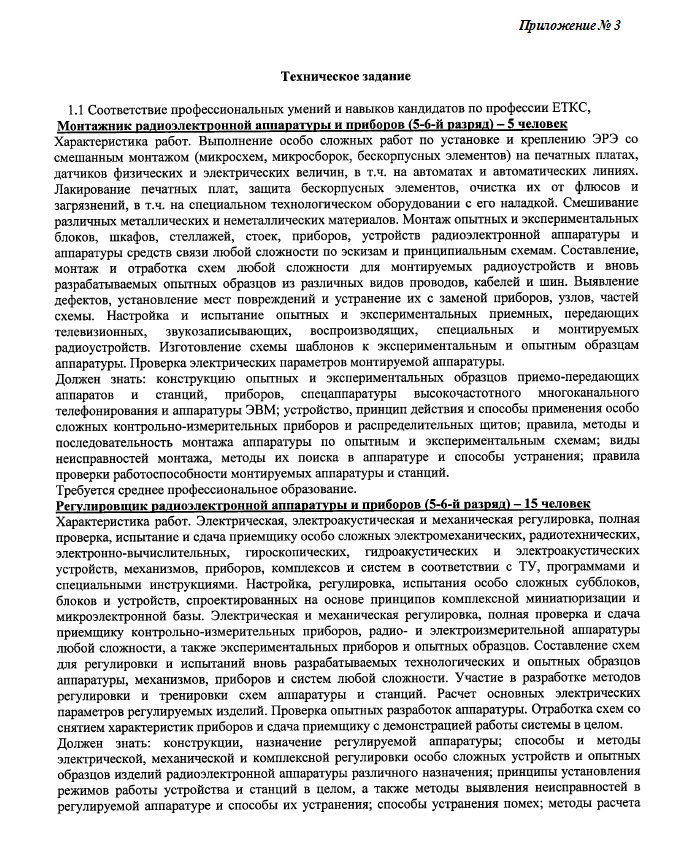 Приложение № 3
Техническое задание
1.1 Соответствие профессиональных умений и навыков кандидатов по профессии ЕТКС,
Монтажник радиоэлектронной аппаратуры и приборов (5-6-й разряд) – 5 человек
Характеристика работ. Выполнение особо сложных работ по установке и креплению ЭРЭ со
смешанным монтажом (микросхем, микросборок, бескорпусных элементов) на печатных платах,
датчиков физических и электрических величин, в т.ч. на автоматах и автоматических линиях.
Лакирование печатных плат, защита бескорпусных элементов, очистка их от флюсов и
загрязнений, в т.ч. на специальном технологическом оборудовании с его наладкой. Смешивание
различных металлических и неметаллических материалов. Монтаж опытных и экспериментальных
блоков, шкафов, стеллажей, стоек, приборов, устройств радиоэлектронной аппаратуры и
аппаратуры средств связи любой сложности по эскизам и принципиальным схемам. Составление,
монтаж и отработка схем любой сложности для монтируемых радиоустройств и вновь
разрабатываемых опытных образцов из различных видов проводов, кабелей и шин. Выявление
дефектов, установление мест повреждений и устранение их с заменой приборов, узлов, частей
схемы. Настройка и испытание опытных и экспериментальных приемных, передающих
телевизионных, звукозаписывающих, воспроизводящих, специальных и монтируемых
радиоустройств. Изготовление схемы шаблонов к экспериментальным и опытным образцам
аппаратуры. Проверка электрических параметров монтируемой аппаратуры.
Должен знать: конструкцию опытных и экспериментальных образцов приемо-передающих
аппаратов и станций, приборов, спецаппаратуры высокочастотного многоканального
телефонирования и аппаратуры ЭВМ; устройство, принцип действия и способы применения особо
сложных контрольно-измерительных приборов и распределительных щитов; правила, методы и
последовательность монтажа аппаратуры по опытным и экспериментальным схемам; виды
неисправностей монтажа, методы их поиска в аппаратуре и способы устранения; правила
проверки работоспособности монтируемых аппаратуры и станций.
Требуется среднее профессиональное образование.
Регулировщик радиоэлектронной аппаратуры и приборов (5-6-й разряд) – 15 человек
Характеристика работ. Электрическая, электроакустическая и механическая регулировка, полная
проверка, испытание и сдача приемщику особо сложных электромеханических, радиотехнических,
электронно-вычислительных, гироскопических, гидроакустических и электроакустических
устройств, механизмов, приборов, комплексов и систем в соответствии с ТУ, программами и
специальными инструкциями. Настройка, регулировка, испытания особо сложных субблоков,
блоков и устройств, спроектированных на основе принципов комплексной миниатюризации и
микроэлектронной базы. Электрическая и механическая регулировка, полная проверка и сдача
приемщику контрольно-измерительных приборов, радио- и электроизмерительной аппаратуры
любой сложности, а также экспериментальных приборов и опытных образцов. Составление схем
для регулировки и испытаний вновь разрабатываемых технологических и опытных образцов
аппаратуры, механизмов, приборов и систем любой сложности. Участие в разработке методов
регулировки и тренировки схем аппаратуры и станций. Расчет основных электрических
параметров регулируемых изделий. Проверка опытных разработок аппаратуры. Отработка схем со
снятием характеристик приборов и сдача приемщику с демонстрацией работы системы в целом.
Должен знать: конструкции, назначение регулируемой аппаратуры; способы и методы
электрической, механической и комплексной регулировки особо сложных устройств и опытных
образцов изделий радиоэлектронной аппаратуры различного назначения; принципы установления
режимов работы устройства и станций в целом, а также методы выявления неисправностей в
регулируемой аппаратуре и способы их устранения; способы устранения помех; методы расчета